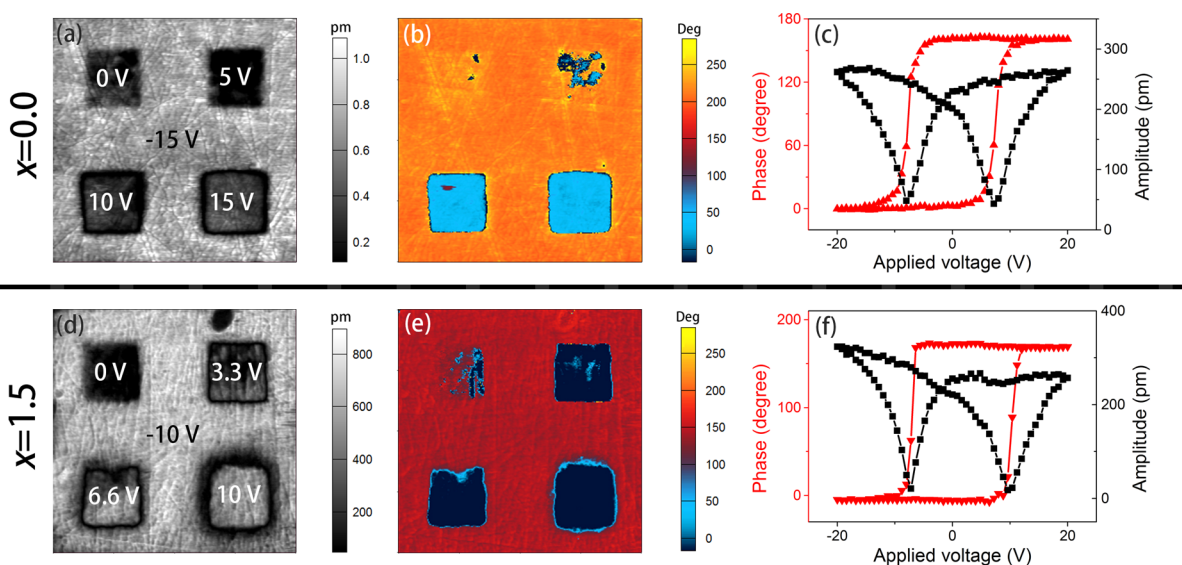 x=0.0
(a)
0 V
5 V
-15 V
10 V
15 V
pm
1.0
0.8
0.6
0.4
0.2
(b)
Deg
250
200
150
100
50
0
(c)
Phase (degree)
180
120
60
0
Amplitude (pm)
300
200
100
0
-20
0
20
Applied voltage (V)
x=1.5
(d)
0 V
3.3 V
-10 V
6.6 V
10 V
pm
800
600
400
200
(e)
Deg
250
200
150
100
50
0
(f)
Phase (degree)
200
100
0
Amplitude (pm)
400
200
0
-20
0
20
Applied voltage (V)